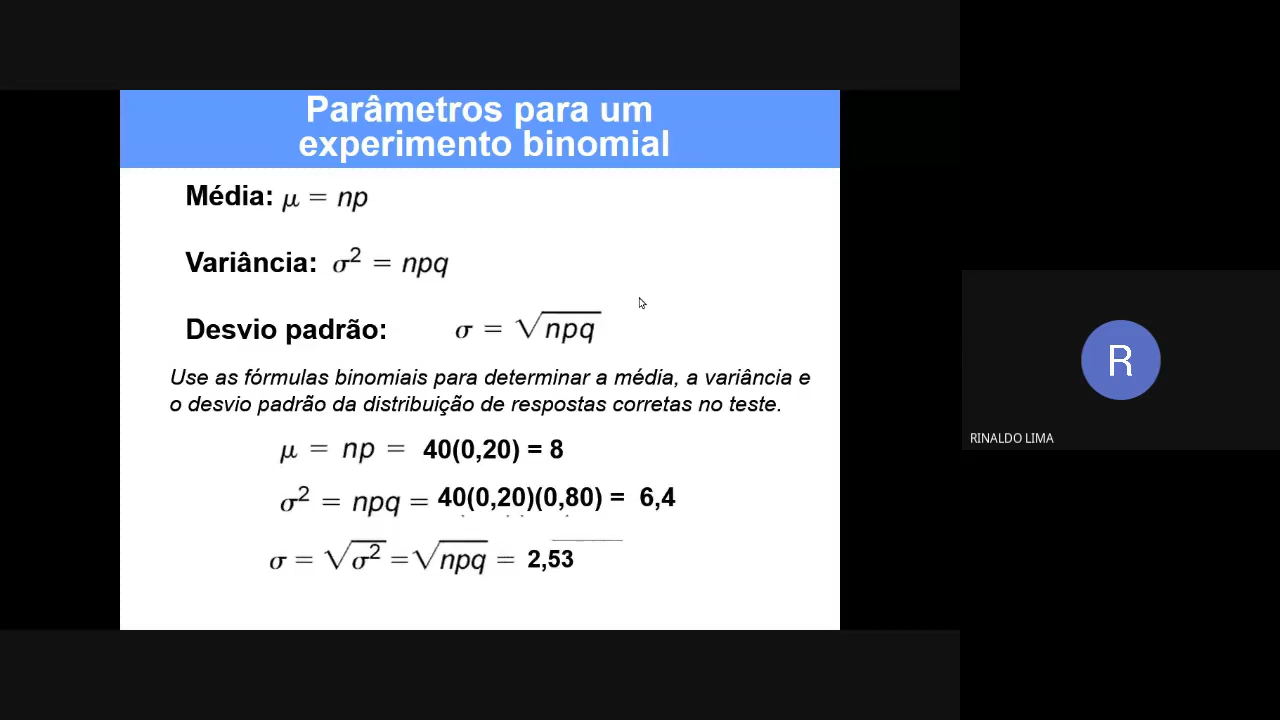 Parâmetros para um
experimento binomial
Média: μ = np
Variância: σ² = npq
Desvio padrão: σ = √npq
Use as fórmulas binomiais para determinar a média, a variância e
o desvio padrão da distribuição de respostas corretas no teste.
μ = np = 40(0,20) = 8
σ² = npq = 40(0,20)(0,80) = 6,4
σ = √σ² = √npq = 2,53
R
RINALDO LIMA